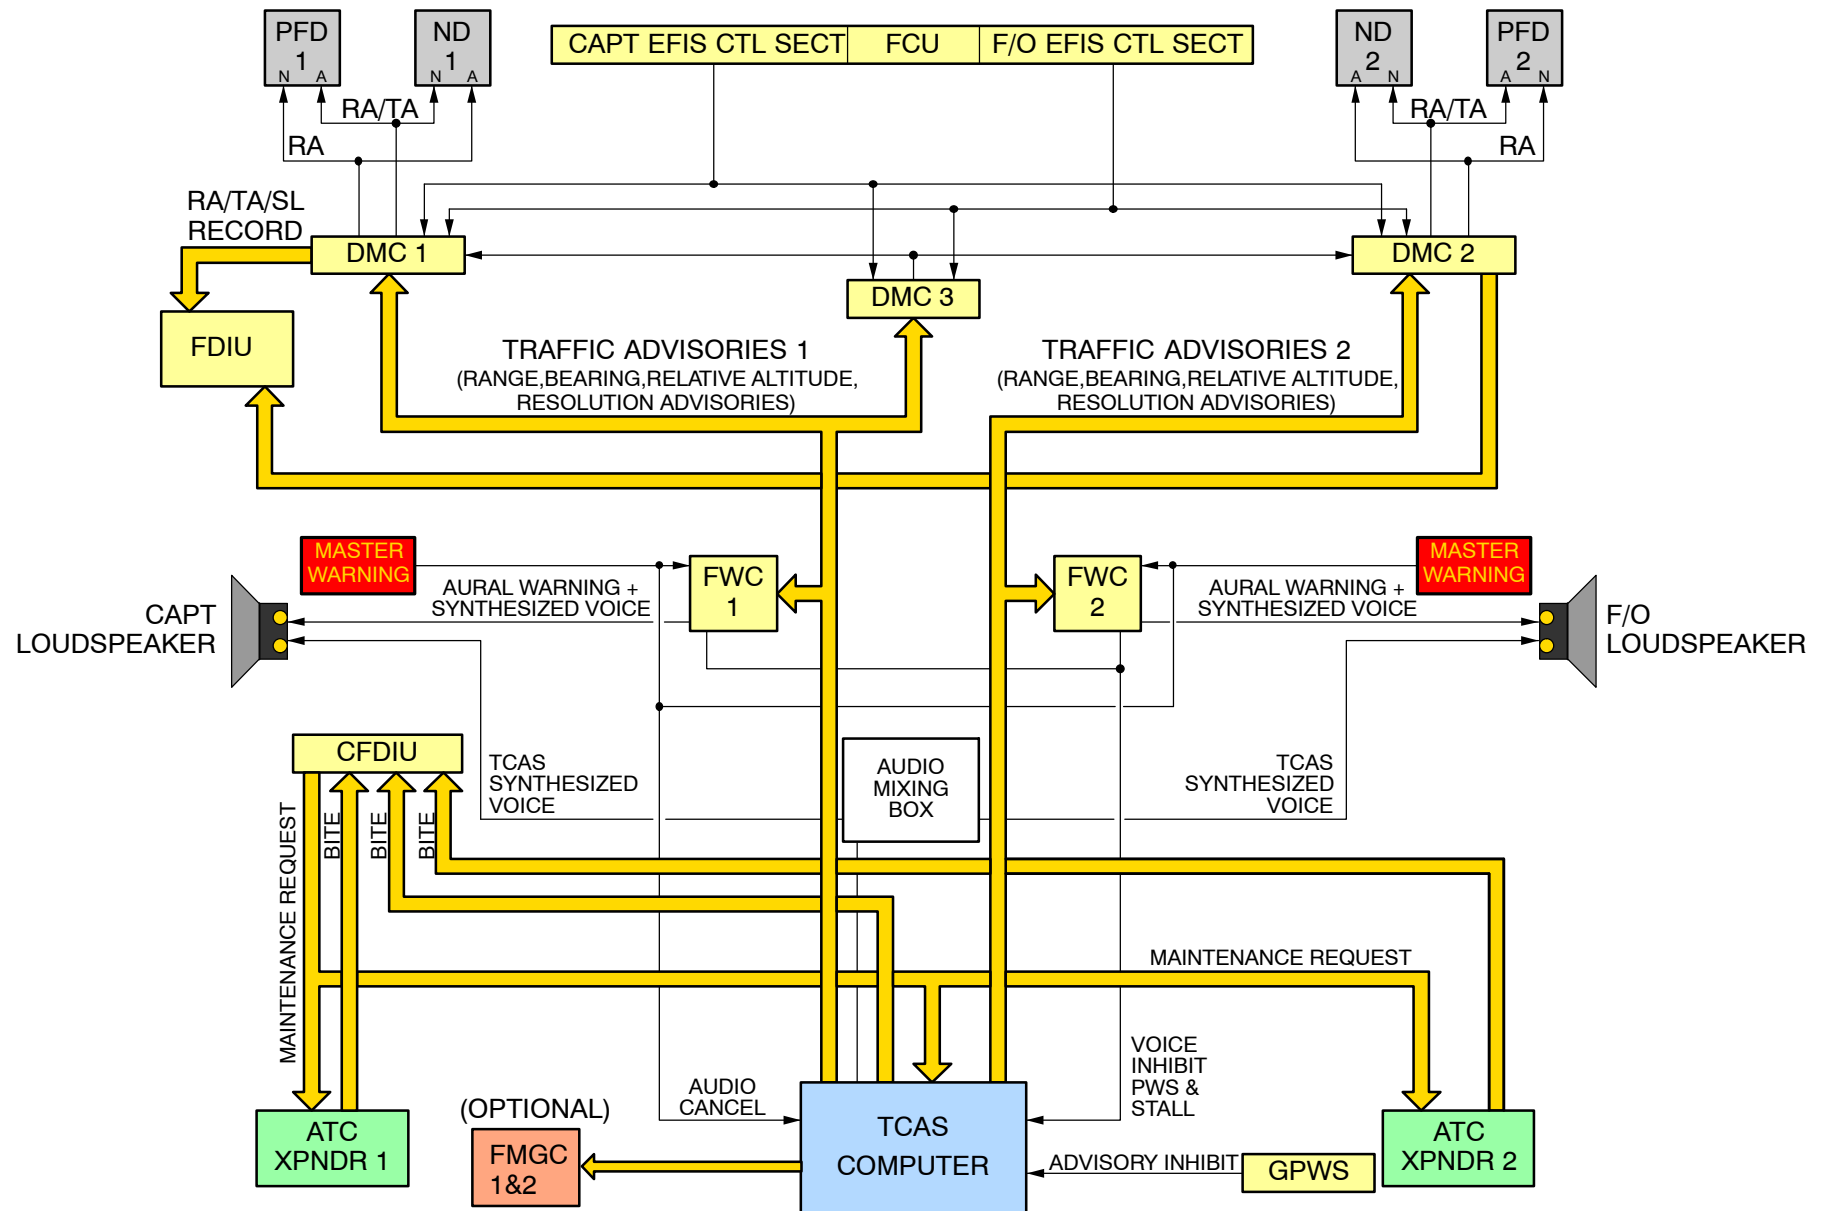 PFD
1
N A
ND
1
N A
CAPT EFIS CTL SECT
FCU
F/O EFIS CTL SECT
ND
2
A N
PFD
2
A N
RA/TA
RA
RA/TA
RA
RA/TA/SL
RECORD
DMC 1
DMC 2
DMC 3
FDIU
TRAFFIC ADVISORIES 1
(RANGE,BEARING,RELATIVE ALTITUDE,
RESOLUTION ADVISORIES)
TRAFFIC ADVISORIES 2
(RANGE,BEARING,RELATIVE ALTITUDE,
RESOLUTION ADVISORIES)
MASTER
WARNING
AURAL WARNING +
SYNTHESIZED VOICE
FWC
1
FWC
2
AURAL WARNING +
SYNTHESIZED VOICE
MASTER
WARNING
CAPT
LOUDSPEAKER
F/O
LOUDSPEAKER
CFDIU
TCAS
SYNTHESIZED
VOICE
AUDIO
MIXING
BOX
TCAS
SYNTHESIZED
VOICE
MAINTENANCE REQUEST
BITE
BITE
BITE
MAINTENANCE REQUEST
AUDIO
CANCEL
VOICE
INHIBIT
PWS &
STALL
ATC
XPNDR 1
(OPTIONAL)
FMGC
1&2
TCAS
COMPUTER
ADVISORY INHIBIT
GPWS
ATC
XPNDR 2